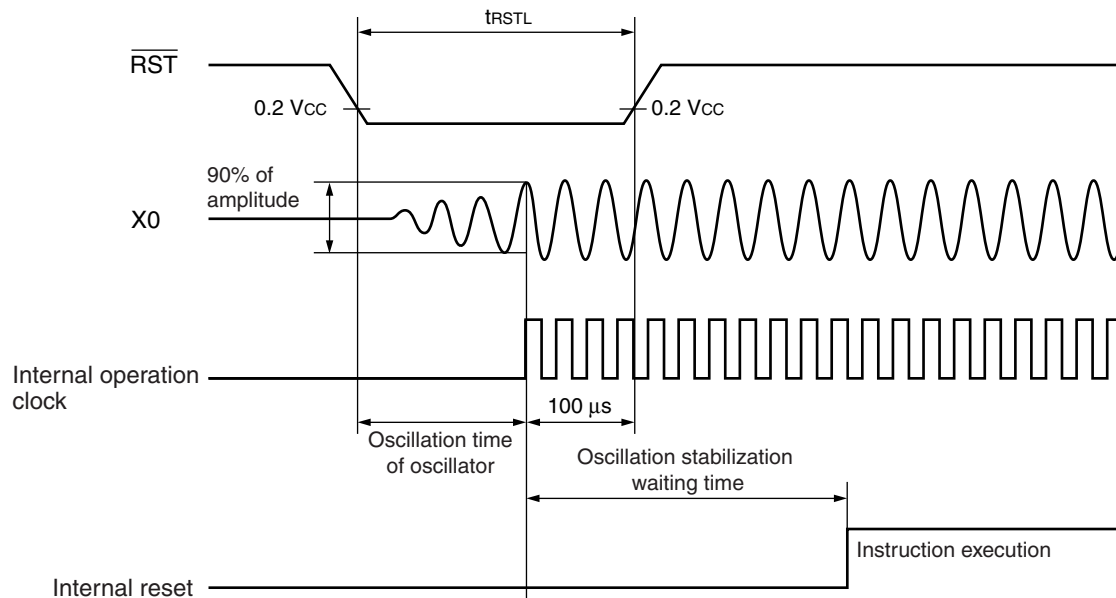 tRSTL
RST
0.2 VCC
0.2 VCC
90% of
amplitude
X0
Internal operation
clock
100 μs
Oscillation time
of oscillator
Oscillation stabilization
waiting time
Instruction execution
Internal reset